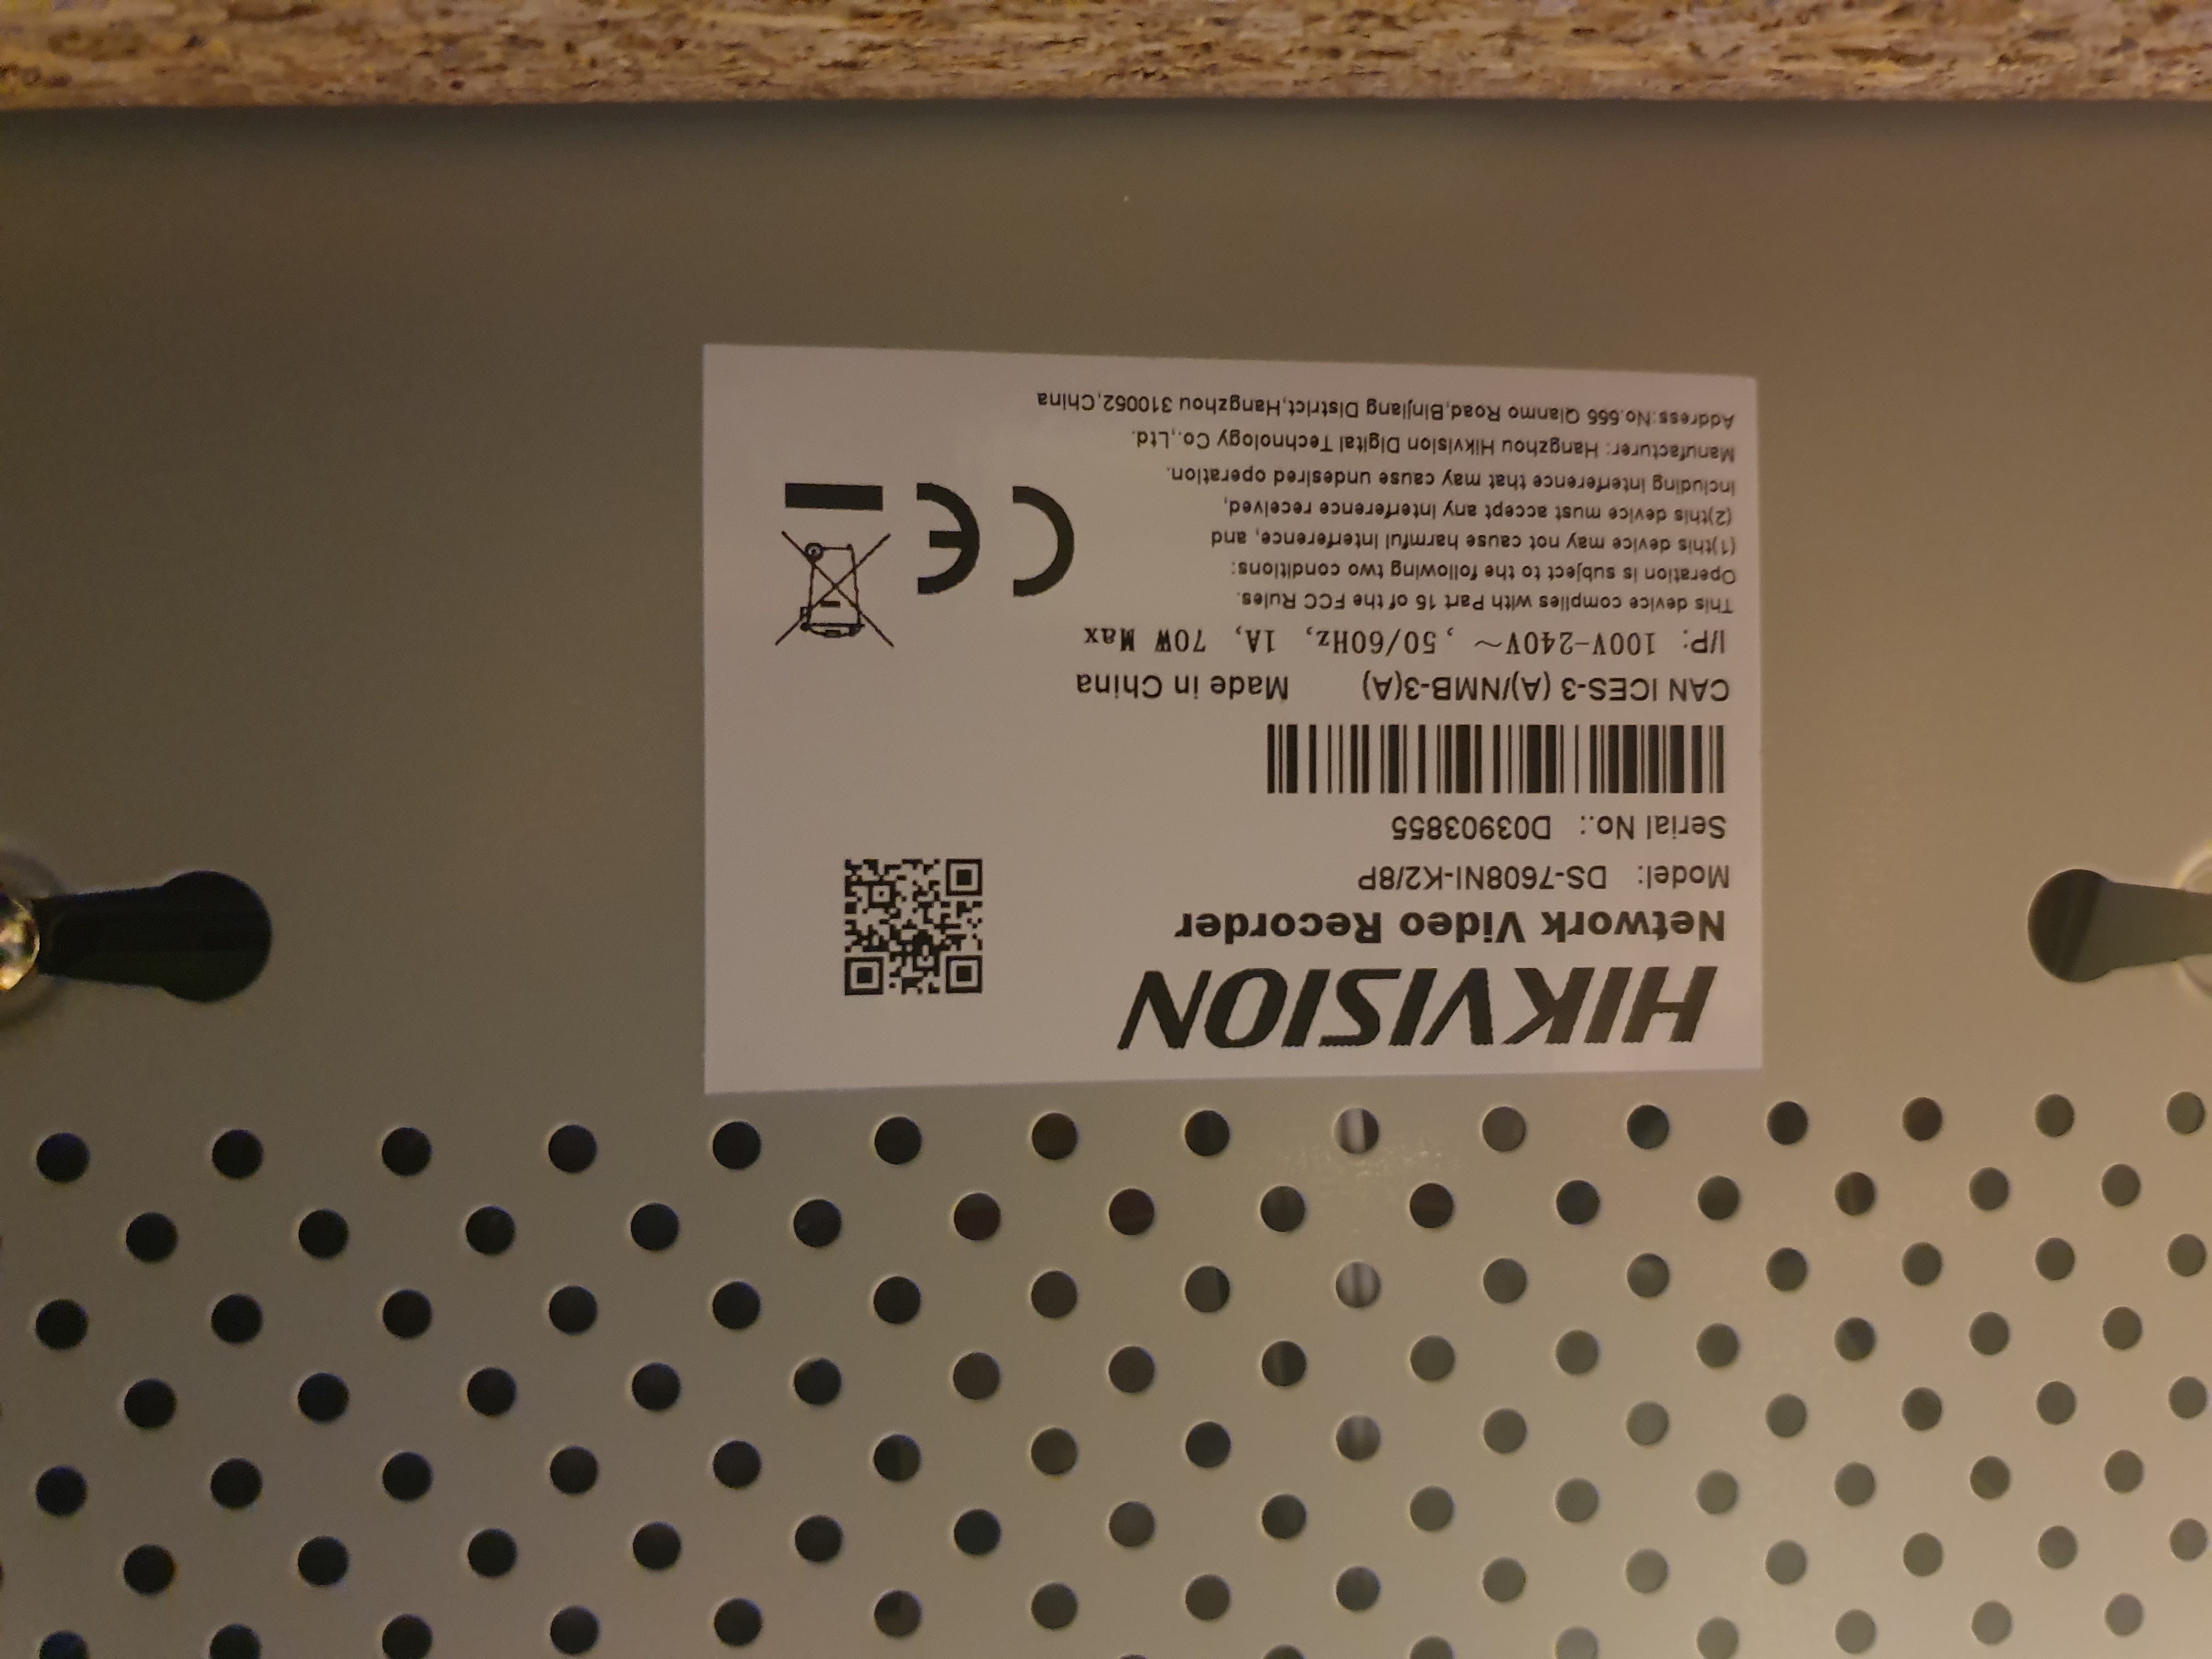 HIKVISION
Network Video Recorder
Model: DS-7608NI-K2/8P
Serial No.: D03903855
CAN ICES-3 (A)/NMB-3(A) Made in China
I/P: 100V-240V~ ,50/60Hz, 1A, 70W Max
This device complies with Part 15 of the FCC Rules.
Operation is subject to the following two conditions:
(1)this device may not cause harmful interference, and
(2)this device must accept any interference received,
including interference that may cause undesired operation.
Manufacturer: Hangzhou Hikvision Digital Technology Co.,Ltd.
Address:No.555 Qianmo Road,Binjiang District,Hangzhou 310052,China
CE